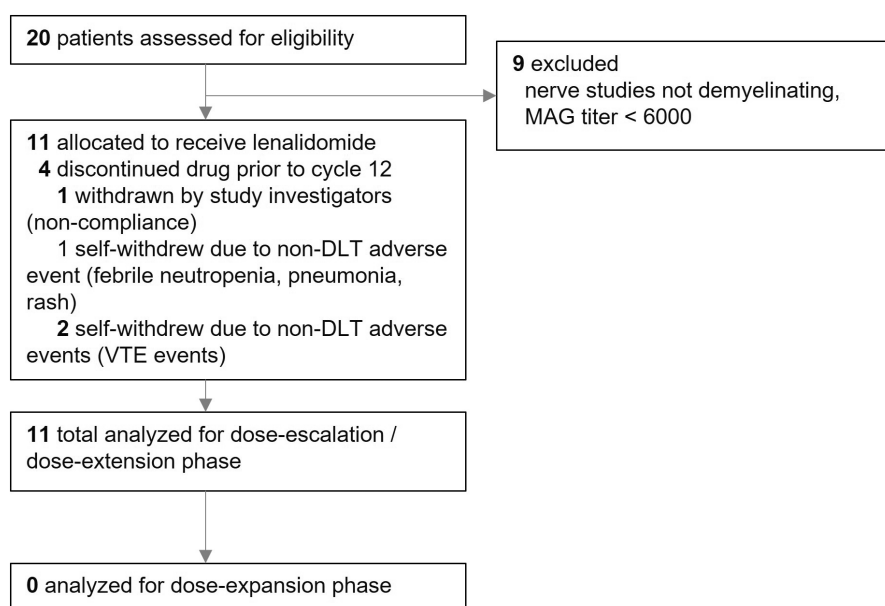 20 patients assessed for eligibility
9 excluded
nerve studies not demyelinating,
MAG titer < 6000
11 allocated to receive lenalidomide
4 discontinued drug prior to cycle 12
1 withdrawn by study investigators
(non-compliance)
1 self-withdrew due to non-DLT adverse
event (febrile neutropenia, pneumonia,
rash)
2 self-withdrew due to non-DLT adverse
events (VTE events)
11 total analyzed for dose-escalation /
dose-extension phase
0 analyzed for dose-expansion phase